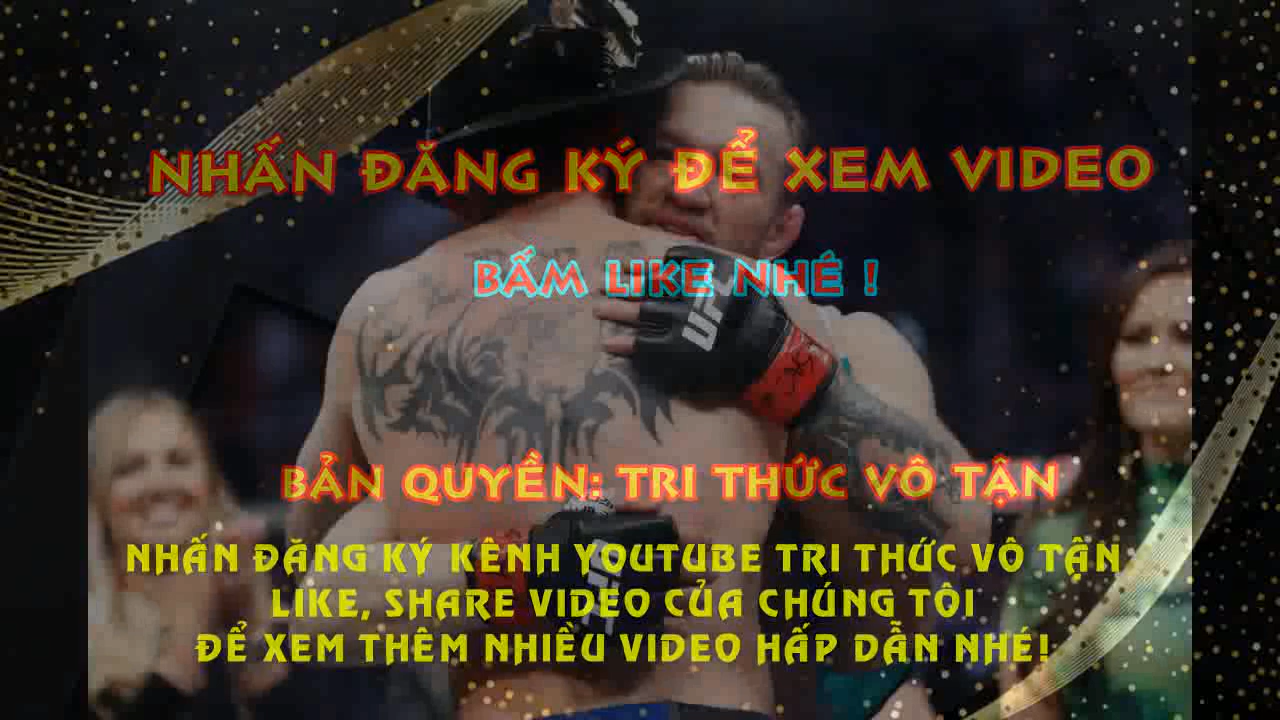 NHẤN ĐĂNG KÝ ĐỂ XEM VIDEO
BẤM LIKE NHÉ !
UFC
BẢN QUYỀN: TRI THỨC VÔ TẬN
UFC
NHẤN ĐĂNG KÝ KÊNH YOUTUBE TRI THỨC VÔ TẬN
LIKE, SHARE VIDEO CỦA CHÚNG TÔI
ĐỂ XEM THÊM NHIỀU VIDEO HẤP DẪN NHÉ!